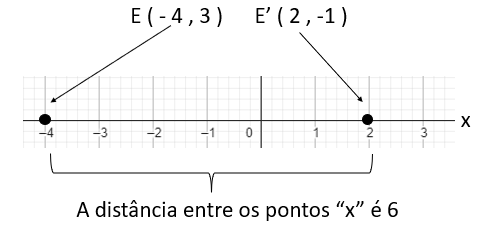 E ( - 4 , 3 ) E’ ( 2 , -1 )
–4 –3 –2 –1 0 1 2 3 x
A distância entre os pontos “x” é 6